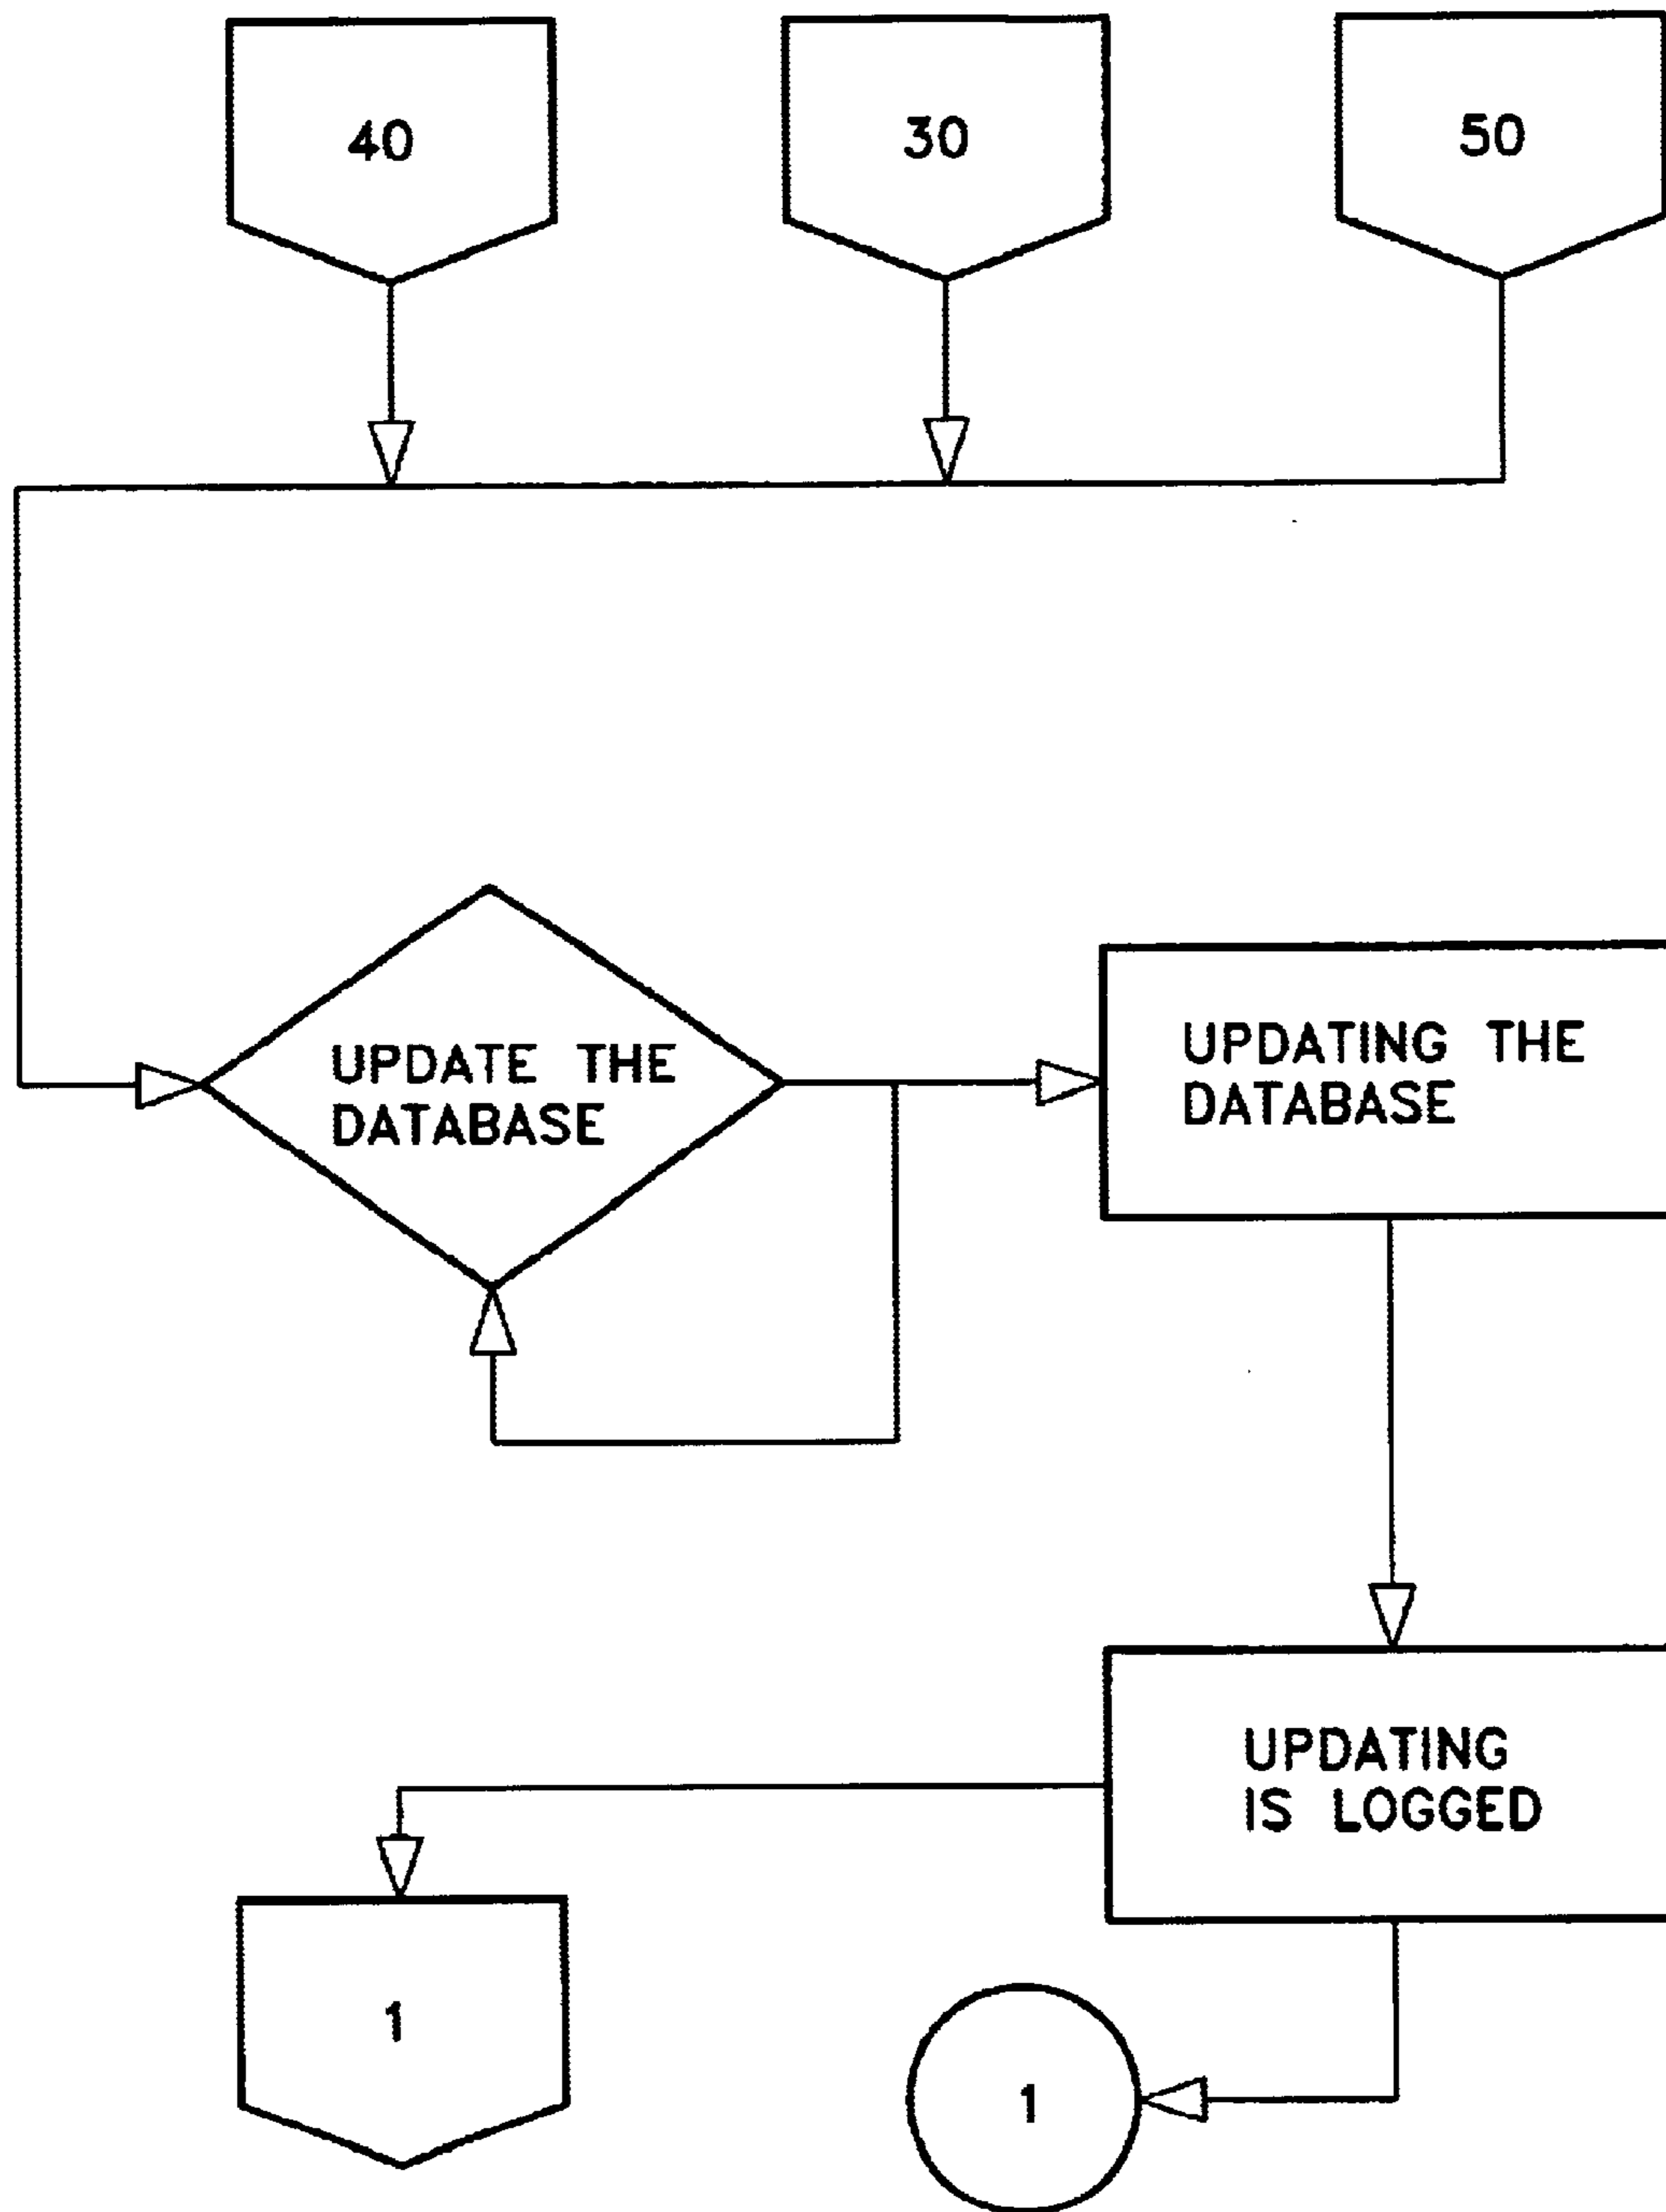 40
30
50
UPDATE THE
DATABASE
UPDATING THE
DATABASE
UPDATING
IS LOGGED
1
1